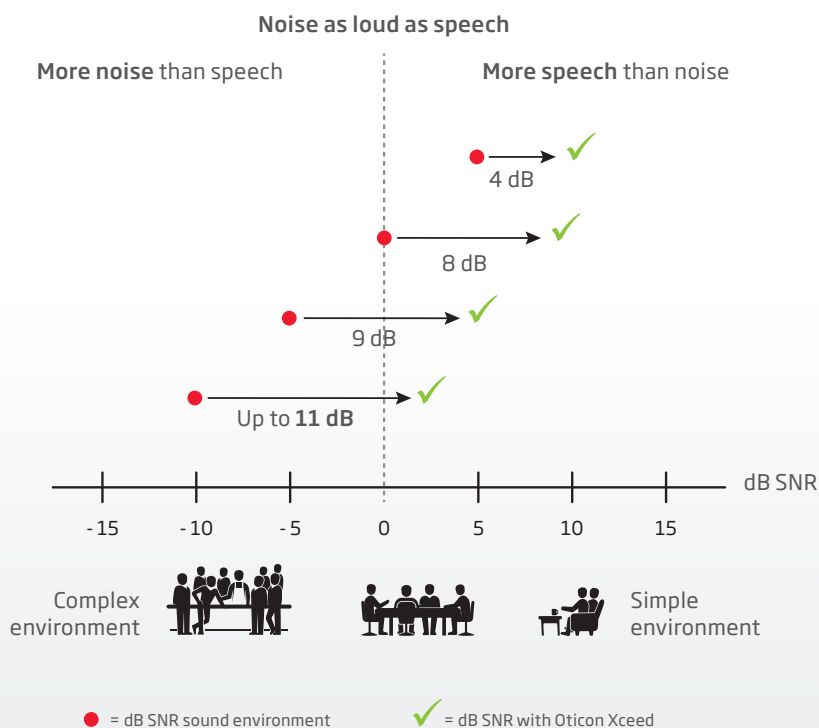 Noise as loud as speech
More noise than speech
More speech than noise
4 dB
8 dB
9 dB
Up to 11 dB
dB SNR
-15 -10 -5 0 5 10 15
Complex
environment
Simple
environment
= dB SNR sound environment
= dB SNR with Oticon Xceed